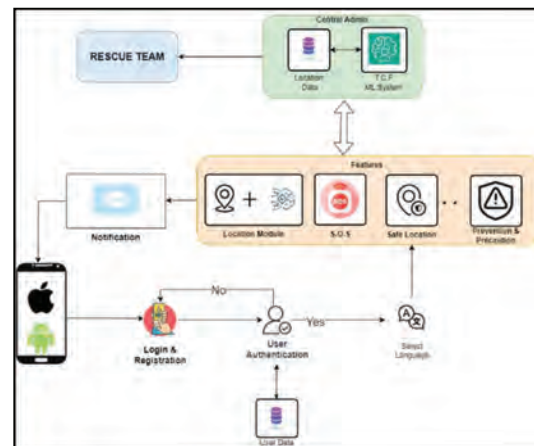 Central Admin
RESCUE TEAM
Location
Data
T.C.F
ML System
Features
Location Module
S.O.S
Safe Location
Prevention &
Precaution
Notification
No
Yes
Login &
Registration
User
Authentication
Select
Language
User Data